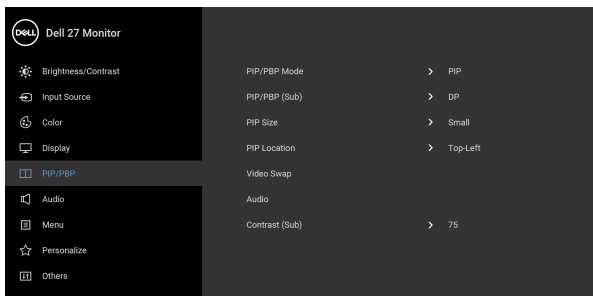 DELL Dell 27 Monitor
Brightness/Contrast
Input Source
Color
Display
PIP/PBP
Audio
Menu
Personalize
Others
PIP/PBP Mode > PIP
PIP/PBP (Sub) > DP
PIP Size > Small
PIP Location > Top-Left
Video Swap
Audio
Contrast (Sub) > 75